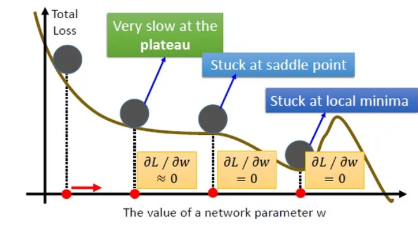 Total
Loss
Very slow at the
plateau
Stuck at saddle point
Stuck at local minima
∂L / ∂w
≈ 0
∂L / ∂w
= 0
∂L / ∂w
= 0
The value of a network parameter w